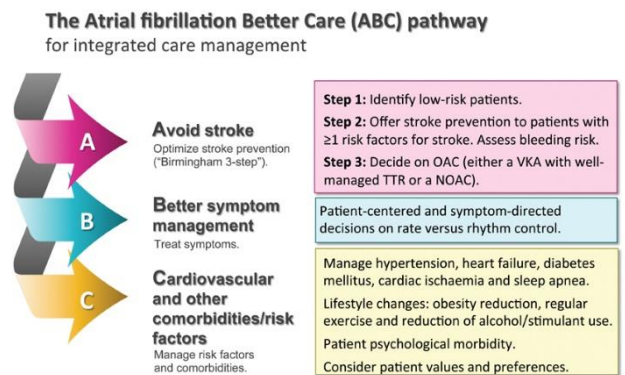 The Atrial fibrillation Better Care (ABC) pathway
for integrated care management
A
Avoid stroke
Optimize stroke prevention
("Birmingham 3-step").
Step 1: Identify low-risk patients.
Step 2: Offer stroke prevention to patients with
≥1 risk factors for stroke. Assess bleeding risk.
Step 3: Decide on OAC (either a VKA with well-
managed TTR or a NOAC).
B
Better symptom
management
Treat symptoms.
Patient-centered and symptom-directed
decisions on rate versus rhythm control.
C
Cardiovascular
and other
comorbidities/risk
factors
Manage risk factors
and comorbidities.
Manage hypertension, heart failure, diabetes
mellitus, cardiac ischaemia and sleep apnea.
Lifestyle changes: obesity reduction, regular
exercise and reduction of alcohol/stimulant use.
Patient psychological morbidity.
Consider patient values and preferences.